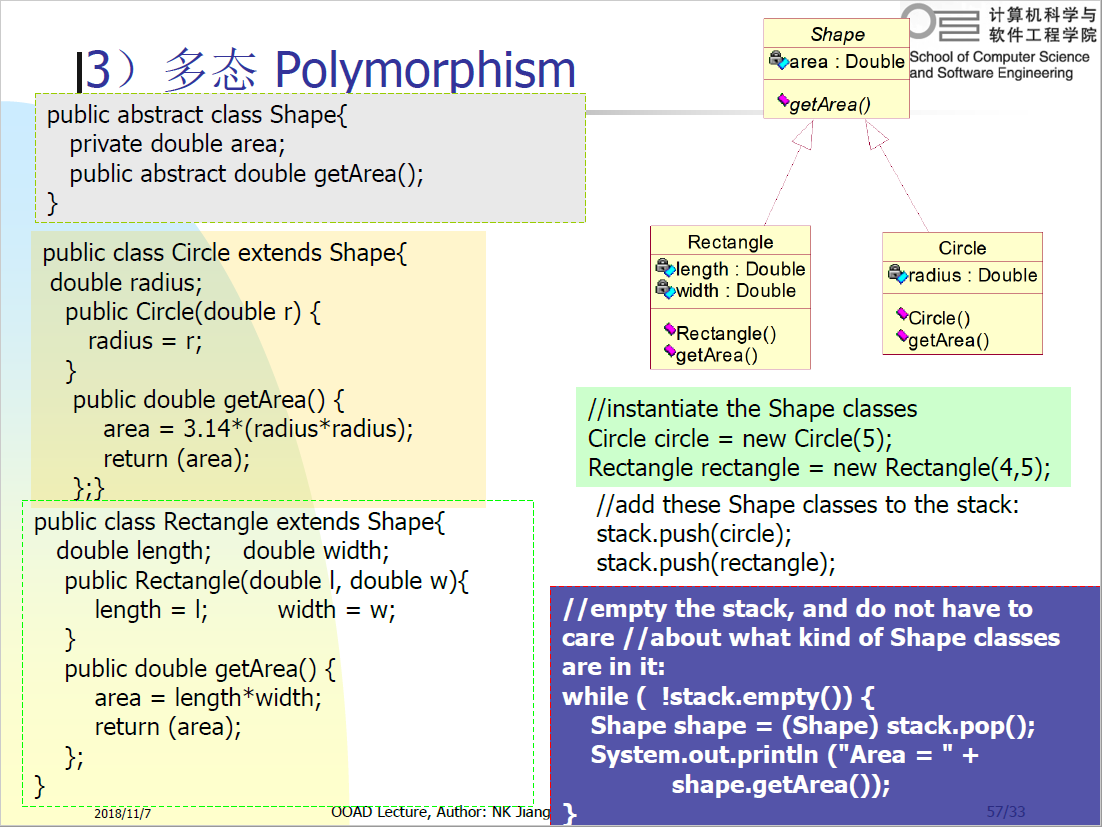 3）多态 Polymorphism
计算机科学与
软件工程学院
School of Computer Science
and Software Engineering
public abstract class Shape{
private double area;
public abstract double getArea();
}
public class Circle extends Shape{
double radius;
public Circle(double r) {
radius = r;
}
public double getArea() {
area = 3.14*(radius*radius);
return (area);
};}
public class Rectangle extends Shape{
double length; double width;
public Rectangle(double l, double w){
length = l; width = w;
}
public double getArea() {
area = length*width;
return (area);
};
}
Shape
area : Double
getArea()
Rectangle
length : Double
width : Double
Rectangle()
getArea()
Circle
radius : Double
Circle()
getArea()
//instantiate the Shape classes
Circle circle = new Circle(5);
Rectangle rectangle = new Rectangle(4,5);
//add these Shape classes to the stack:
stack.push(circle);
stack.push(rectangle);
//empty the stack, and do not have to
care //about what kind of Shape classes
are in it:
while ( !stack.empty()) {
Shape shape = (Shape) stack.pop();
System.out.println ("Area = " +
shape.getArea());
}
2018/11/7
OOAD Lecture, Author: NK Jiang
57/33